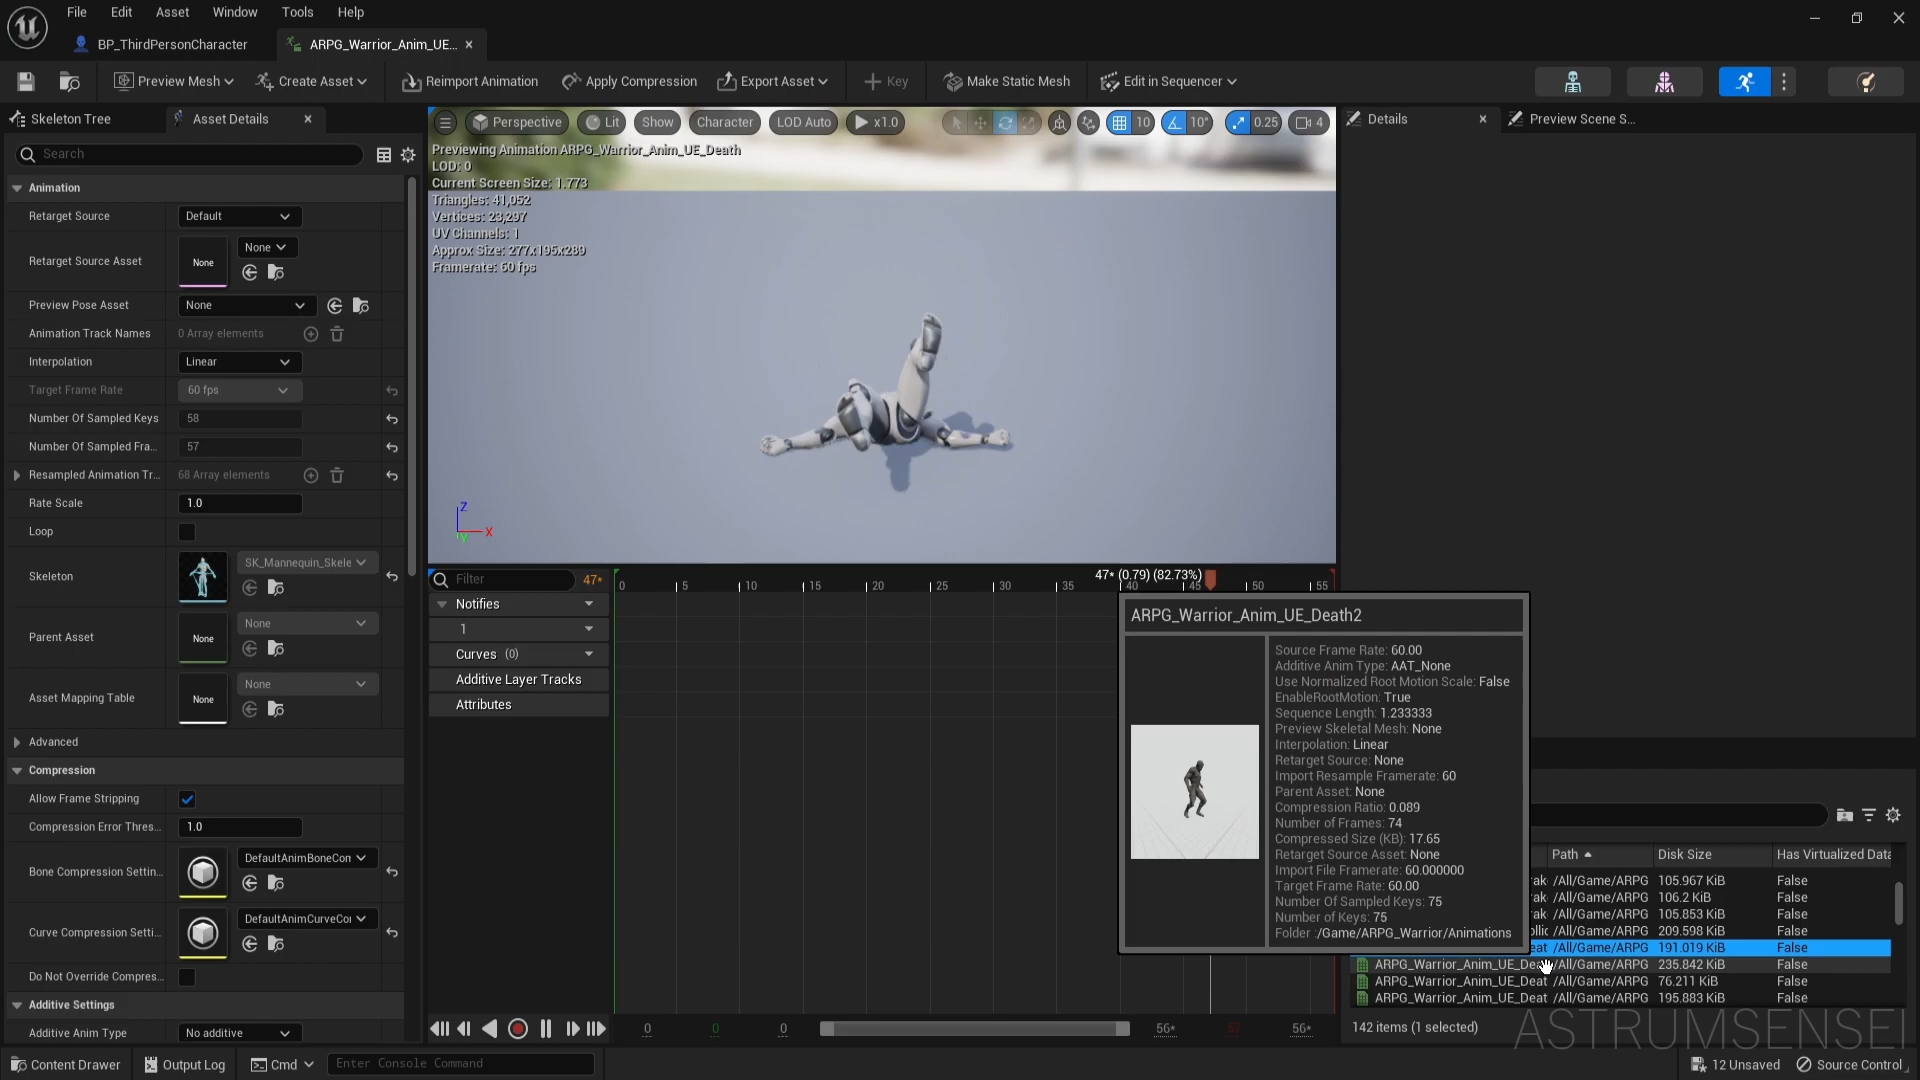 File Edit Asset Window Tools Help
BP_ThirdPersonCharacter
ARPG_Warrior_Anim_UE...
Preview Mesh
Create Asset
Reimport Animation
Apply Compression
Export Asset
Key
Make Static Mesh
Edit in Sequencer
Skeleton Tree
Asset Details
Search
Animation
Retarget Source
Default
Retarget Source Asset
None
None
Preview Pose Asset
None
Animation Track Names
0 Array elements
Interpolation
Linear
Target Frame Rate
60 fps
Number Of Sampled Keys
58
Number Of Sampled Fra...
57
Resampled Animation Tr...
68 Array elements
Rate Scale
1.0
Loop
Skeleton
SK_Mannequin_Skele
Parent Asset
None
None
Asset Mapping Table
None
None
Advanced
Compression
Allow Frame Stripping
Compression Error Thres...
1.0
Bone Compression Settin...
DefaultAnimBoneCom
Curve Compression Setti...
DefaultAnimCurveCo
Do Not Override Compres...
Additive Settings
Additive Anim Type
No additive
Perspective
Lit
Show
Character
LOD Auto
x1.0
10
10°
0.25
4
Previewing Animation ARPG_Warrior_Anim_UE_Death
LOD: 0
Current Screen Size: 1.773
Triangles: 41,052
Vertices: 23,297
UV Channels: 1
Approx Size: 277x195x289
Framerate: 60 fps
Z
X
Y
Filter
47*
0 5 10 15 20 25 30 35 40 45 50 55
47* (0.79) (82.73%)
Notifies
1
Curves (0)
Additive Layer Tracks
Attributes
0 0 0 56* 57 56*
Details
Preview Scene S...
ARPG_Warrior_Anim_UE_Death2
Source Frame Rate: 60.00
Additive Anim Type: AAT_None
Use Normalized Root Motion Scale: False
EnableRootMotion: True
Sequence Length: 1.233333
Preview Skeletal Mesh: None
Interpolation: Linear
Retarget Source: None
Import Resample Framerate: 60
Parent Asset: None
Compression Ratio: 0.089
Number of Frames: 74
Compressed Size (KB): 17.65
Retarget Source Asset: None
Import File Framerate: 60.000000
Target Frame Rate: 60.00
Number Of Sampled Keys: 75
Number of Keys: 75
Folder :/Game/ARPG_Warrior/Animations
Path Disk Size Has Virtualized Data
rak /All/Game/ARPG 105.967 KiB False
rak /All/Game/ARPG 106.2 KiB False
rak /All/Game/ARPG 105.853 KiB False
ollic /All/Game/ARPG 209.598 KiB False
eat /All/Game/ARPG 191.019 KiB False
ARPG_Warrior_Anim_UE_Dea /All/Game/ARPG 235.842 KiB False
ARPG_Warrior_Anim_UE_Deat /All/Game/ARPG 76.211 KiB False
ARPG_Warrior_Anim_UE_Deat /All/Game/ARPG 195.883 KiB False
142 items (1 selected)
ASTRUMSENSEI
Content Drawer
Output Log
Cmd
Enter Console Command
12 Unsaved
Source Control